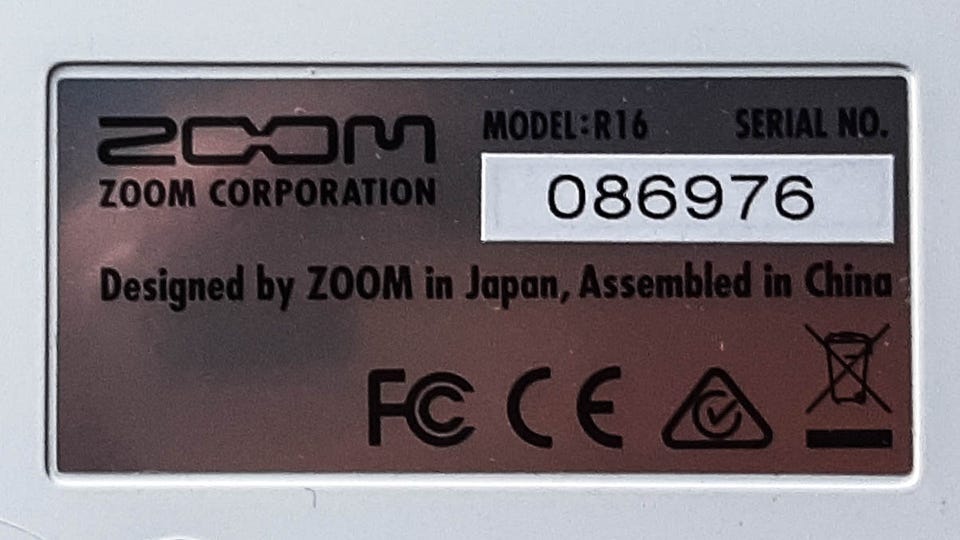 ZOOM
ZOOM CORPORATION
MODEL:R16 SERIAL NO.
086976
Designed by ZOOM in Japan, Assembled in China
FC CE